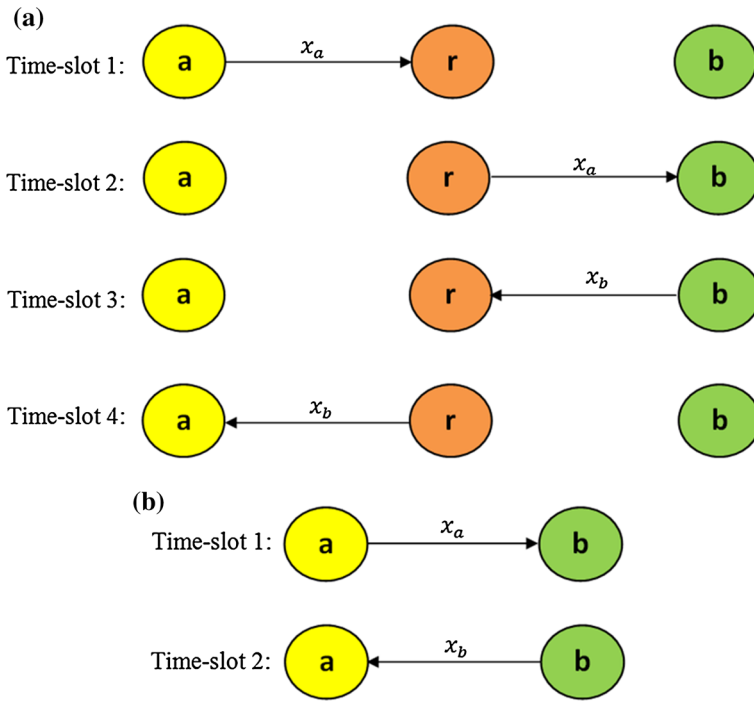 (a)
Time-slot 1: a x_a r b
Time-slot 2: a r x_a b
Time-slot 3: a r x_b b
Time-slot 4: a x_b r b
(b)
Time-slot 1: a x_a b
Time-slot 2: a x_b b